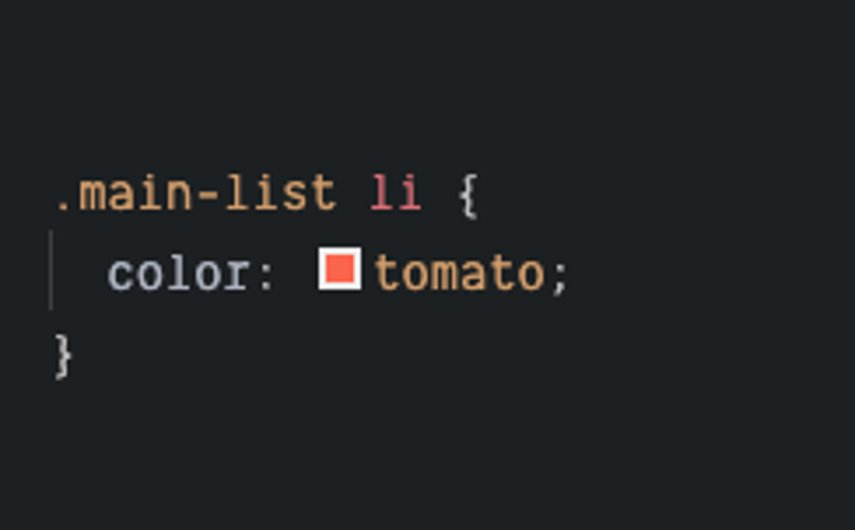 .main-list li {
color: tomato;
}